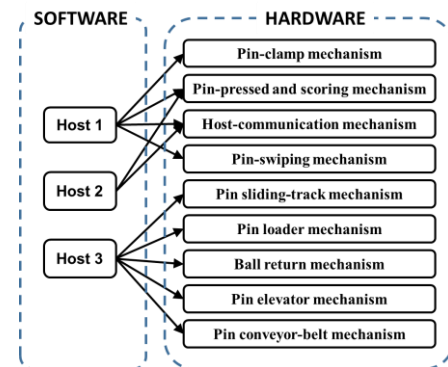 SOFTWARE
HARDWARE
Host 1
Host 2
Host 3
Pin-clamp mechanism
Pin-pressed and scoring mechanism
Host-communication mechanism
Pin-swiping mechanism
Pin sliding-track mechanism
Pin loader mechanism
Ball return mechanism
Pin elevator mechanism
Pin conveyor-belt mechanism